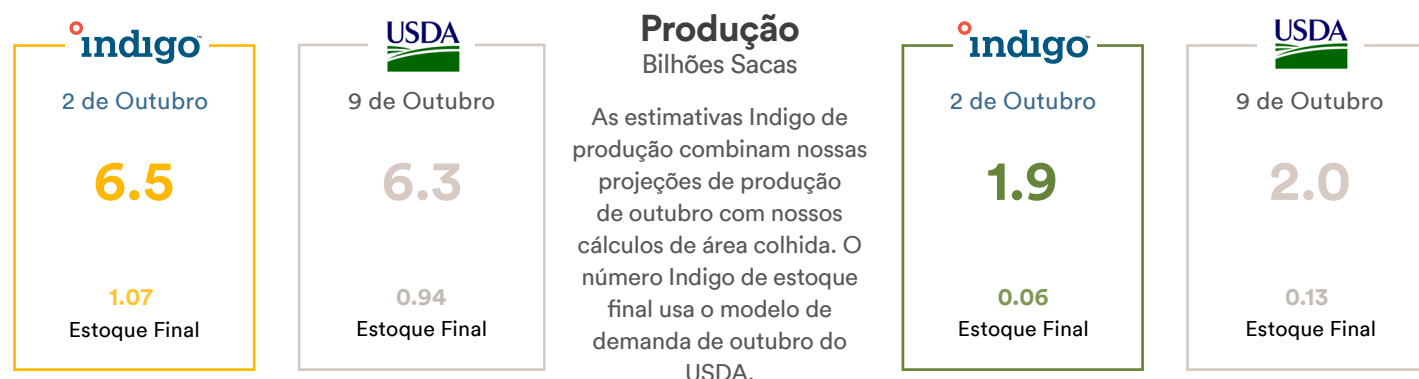 indigo
2 de Outubro
6.5
1.07
Estoque Final
USDA
9 de Outubro
6.3
0.94
Estoque Final
Produção
Bilhões Sacas
As estimativas Indigo de
produção combinam nossas
projeções de produção
de outubro com nossos
cálculos de área colhida. O
número Indigo de estoque
final usa o modelo de
demanda de outubro do
USDA.
indigo
2 de Outubro
1.9
0.06
Estoque Final
USDA
9 de Outubro
2.0
0.13
Estoque Final